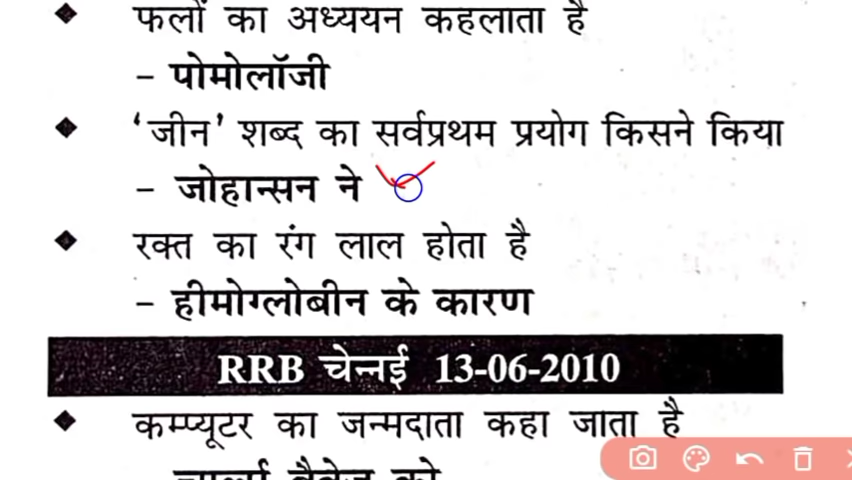 ◆ फलों का अध्ययन कहलाता है
– पोमोलॉजी
◆ ‘जीन’ शब्द का सर्वप्रथम प्रयोग किसने किया
– जोहान्सन ने
◆ रक्त का रंग लाल होता है
– हीमोग्लोबीन के कारण
RRB चेन्नई 13-06-2010
◆ कम्प्यूटर का जन्मदाता कहा जाता है